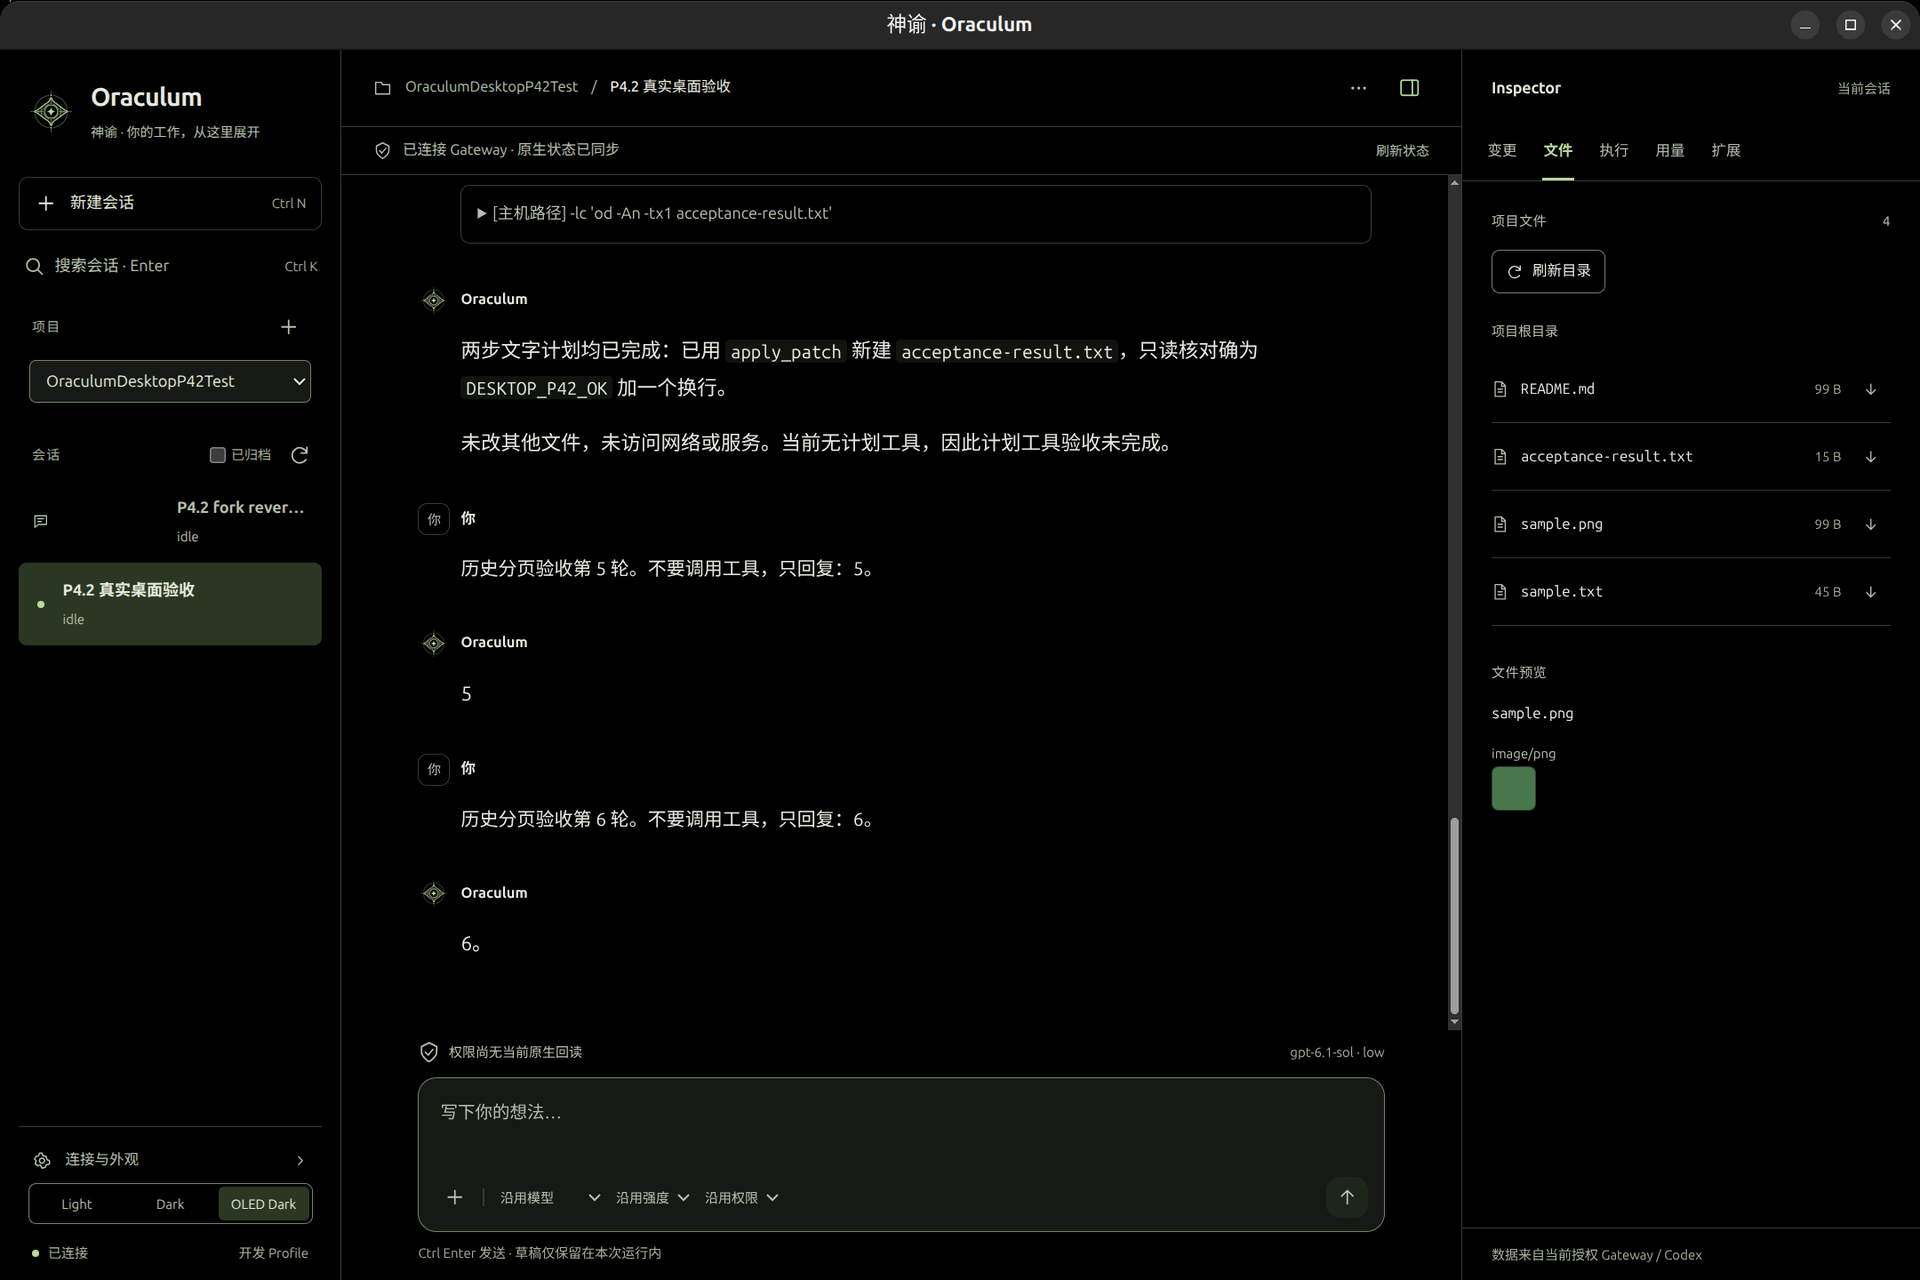 神谕 · Oraculum
Oraculum
神谕 · 你的工作，从这里展开
新建会话 Ctrl N
搜索会话 · Enter Ctrl K
项目
OraculumDesktopP42Test
会话 已归档
P4.2 fork rever...
idle
P4.2 真实桌面验收
idle
连接与外观
Light Dark OLED Dark
已连接 开发 Profile
OraculumDesktopP42Test / P4.2 真实桌面验收
已连接 Gateway · 原生状态已同步 刷新状态
[主机路径] -lc 'od -An -tx1 acceptance-result.txt'
Oraculum
两步文字计划均已完成：已用 apply_patch 新建 acceptance-result.txt，只读核对确为
DESKTOP_P42_OK 加一个换行。
未改其他文件，未访问网络或服务。当前无计划工具，因此计划工具验收未完成。
你 你
历史分页验收第 5 轮。不要调用工具，只回复：5。
Oraculum
5
你 你
历史分页验收第 6 轮。不要调用工具，只回复：6。
Oraculum
6。
权限尚无当前原生回读 gpt-6.1-sol · low
写下你的想法...
沿用模型 沿用强度 沿用权限
Ctrl Enter 发送 · 草稿仅保留在本次运行内
Inspector 当前会话
变更 文件 执行 用量 扩展
项目文件 4
刷新目录
项目根目录
README.md 99 B
acceptance-result.txt 15 B
sample.png 99 B
sample.txt 45 B
文件预览
sample.png
image/png
数据来自当前授权 Gateway / Codex